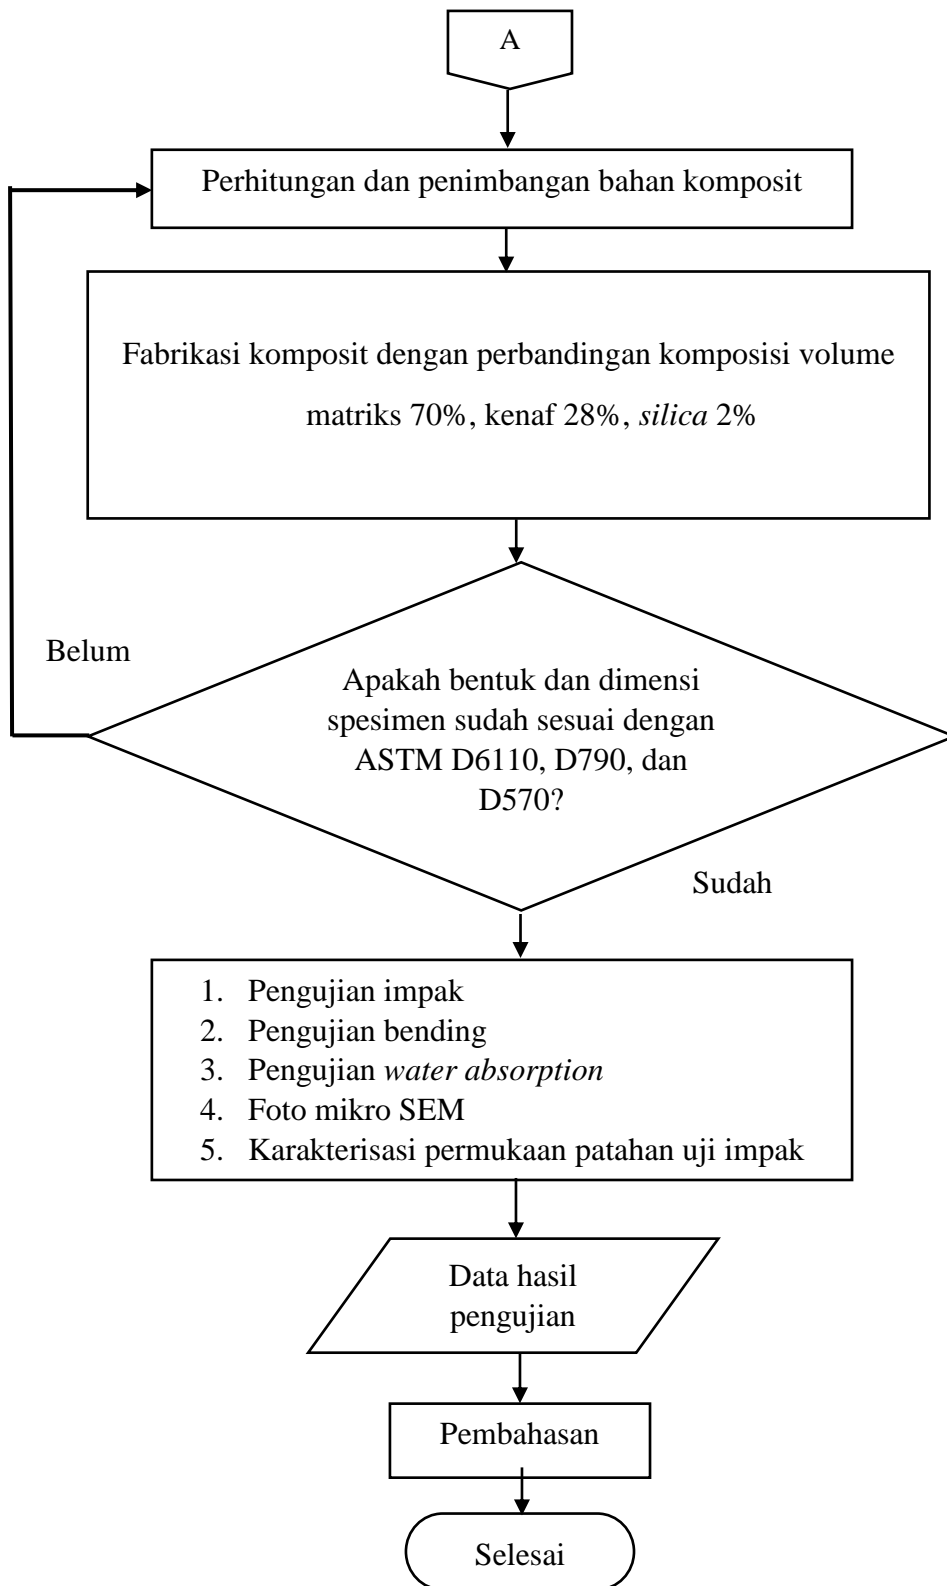 A
Perhitungan dan penimbangan bahan komposit
Fabrikasi komposit dengan perbandingan komposisi volume
matriks 70%, kenaf 28%, silica 2%
Belum
Apakah bentuk dan dimensi
spesimen sudah sesuai dengan
ASTM D6110, D790, dan
D570?
Sudah
1. Pengujian impak
2. Pengujian bending
3. Pengujian water absorption
4. Foto mikro SEM
5. Karakterisasi permukaan patahan uji impak
Data hasil
pengujian
Pembahasan
Selesai